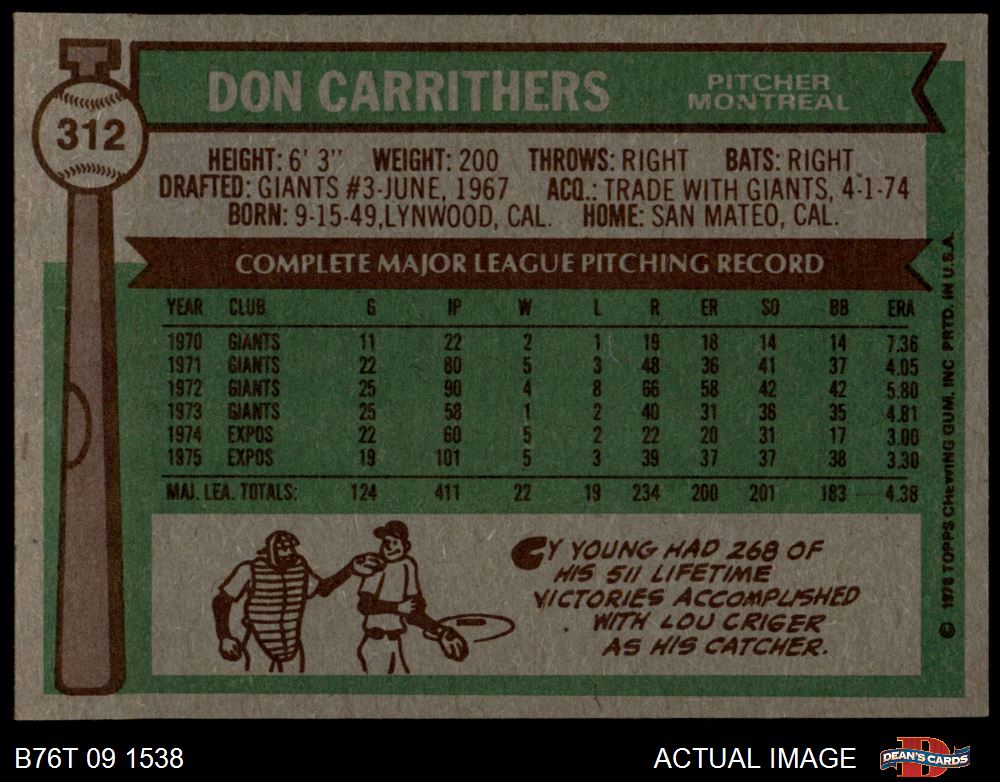 312
DON CARRITHERS
PITCHER
MONTREAL
HEIGHT: 6' 3" WEIGHT: 200 THROWS: RIGHT BATS: RIGHT
DRAFTED: GIANTS #3-JUNE, 1967 ACQ.: TRADE WITH GIANTS, 4-1-74
BORN: 9-15-49, LYNWOOD, CAL. HOME: SAN MATEO, CAL.
COMPLETE MAJOR LEAGUE PITCHING RECORD
YEAR CLUB G IP W L R ER SO BB ERA
1970 GIANTS 11 22 2 1 19 18 14 14 7.36
1971 GIANTS 22 80 5 3 48 36 41 37 4.05
1972 GIANTS 25 90 4 8 66 58 42 42 5.80
1973 GIANTS 25 58 1 2 40 31 36 35 4.81
1974 EXPOS 22 60 5 2 22 20 31 17 3.00
1975 EXPOS 19 101 5 3 39 37 37 38 3.30
MAJ. LEA. TOTALS: 124 411 22 19 234 200 201 183 4.38
CY YOUNG HAD 268 OF
HIS 511 LIFETIME
VICTORIES ACCOMPLISHED
WITH LOU CRIGER
AS HIS CATCHER.
© 1976 TOPPS CHEWING GUM, INC PRTD. IN U.S.A.
B76T 09 1538
ACTUAL IMAGE
DEAN'S CARDS